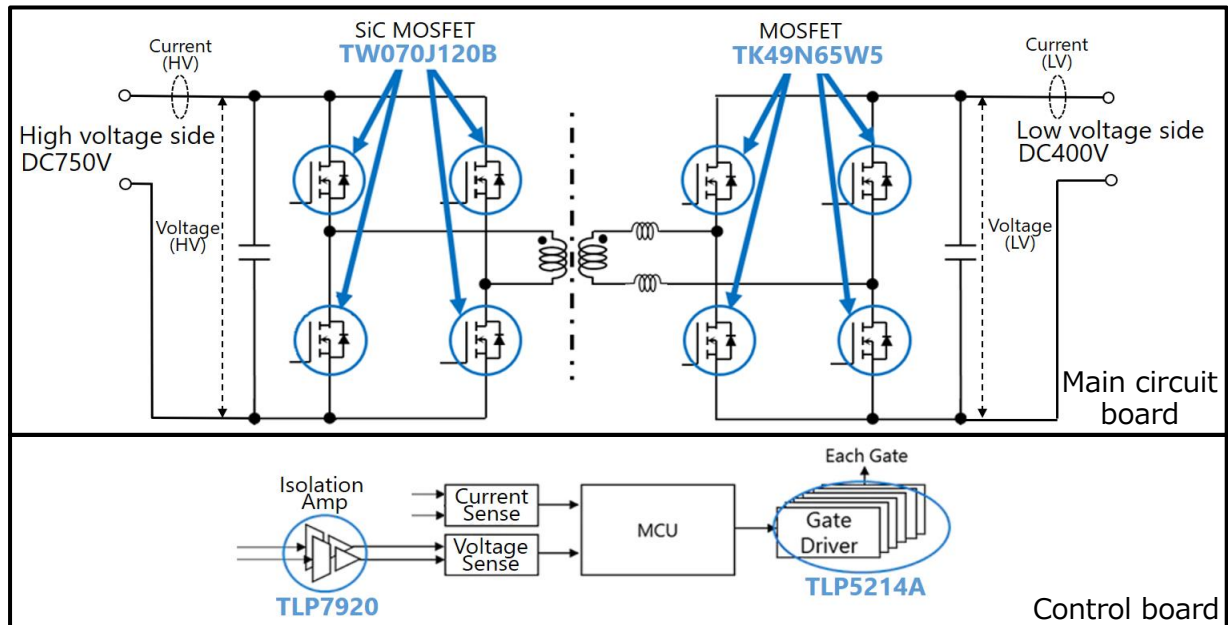 SiC MOSFET
TW070J120B
MOSFET
TK49N65W5
Current
(HV)
Current
(LV)
High voltage side
DC750V
Low voltage side
DC400V
Voltage
(HV)
Voltage
(LV)
Main circuit
board
Each Gate
Isolation
Amp
Current
Sense
Voltage
Sense
MCU
Gate
Driver
TLP7920
TLP5214A
Control board